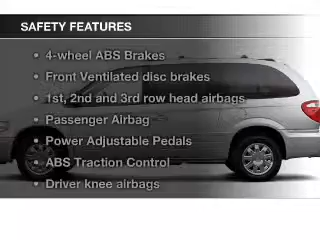 SAFETY FEATURES
• 4-wheel ABS Brakes
• Front Ventilated disc brakes
• 1st, 2nd and 3rd row head airbags
• Passenger Airbag
• Power Adjustable Pedals
• ABS Traction Control
• Driver knee airbags